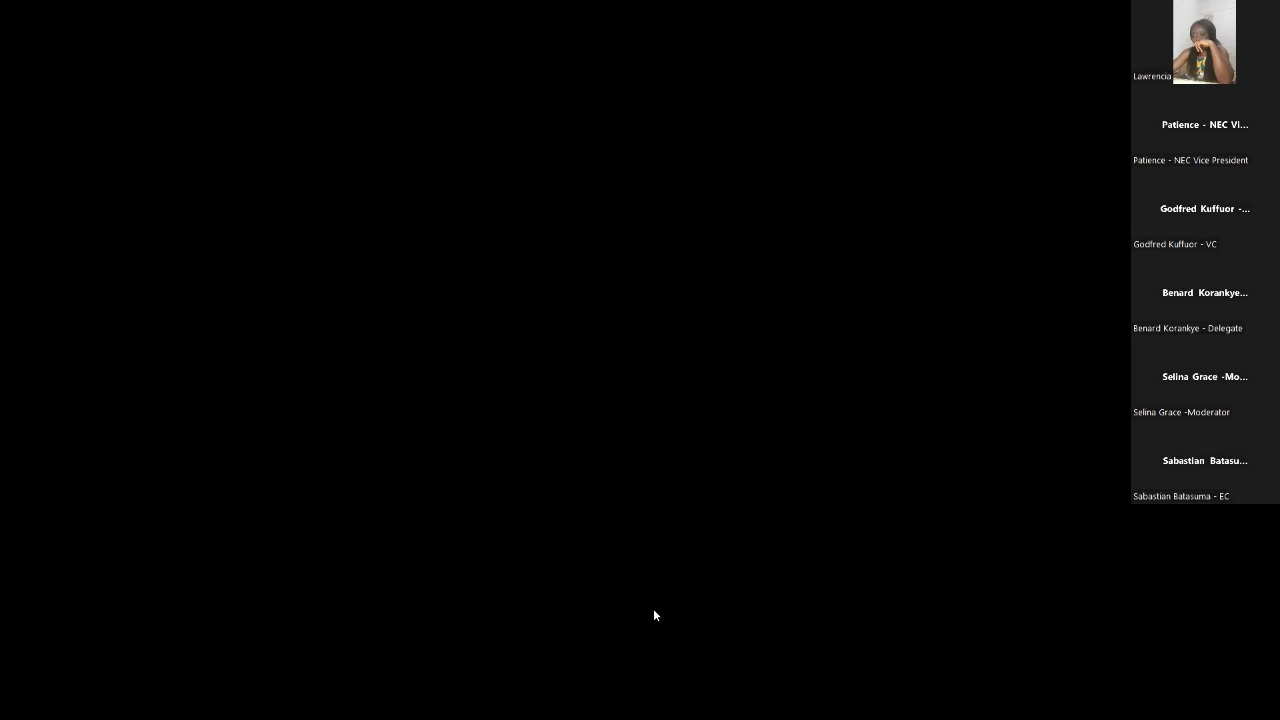 Lawrencia
Patience - NEC Vi...
Patience - NEC Vice President
Godfred Kuffuor -...
Godfred Kuffuor - VC
Benard Korankye...
Benard Korankye - Delegate
Selina Grace -Mo...
Selina Grace -Moderator
Sabastian Batasu...
Sabastian Batasuma - EC